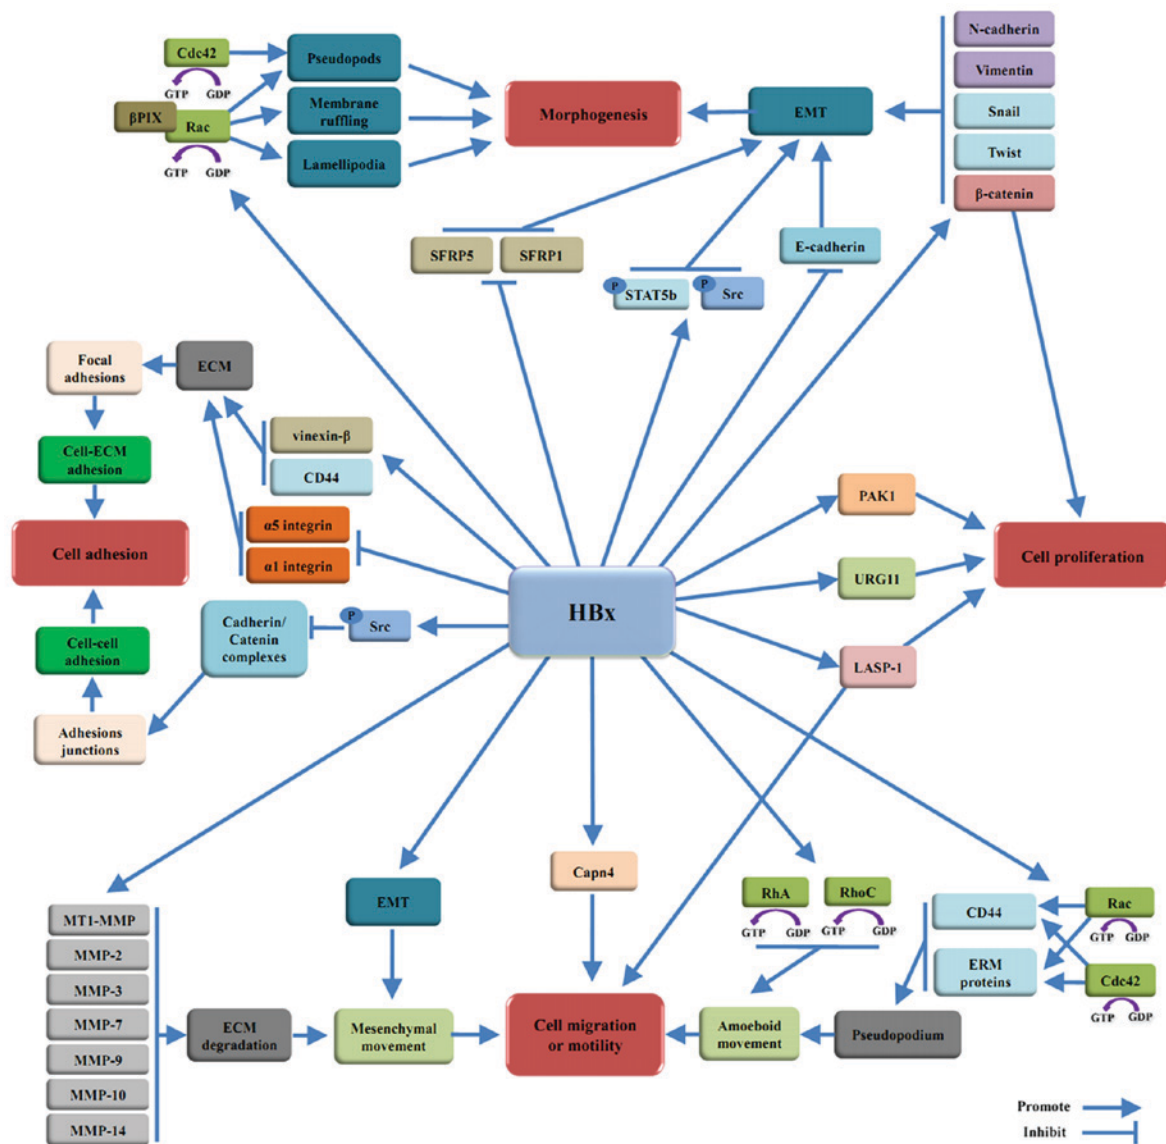 N-cadherin
Cdc42
Pseudopods
Vimentin
GTP
GDP
βPIX
Membrane
ruffling
Morphogenesis
EMT
Snail
Rac
Twist
Lamellipodia
GTP
GDP
β-catenin
SFRP5
SFRP1
E-cadherin
P
STAT5b
P
Src
Focal
adhesions
ECM
vinexin-β
Cell-ECM
adhesion
CD44
PAK1
α5 integrin
Cell adhesion
α1 integrin
Cell proliferation
URG11
HBx
Cadherin/
Catenin
complexes
P
Src
Cell-cell
adhesion
LASP-1
Adhesions
junctions
Capn4
RhA
RhoC
EMT
CD44
Rac
MT1-MMP
GTP
GDP
GTP
GDP
GTP
GDP
MMP-2
ERM
proteins
Cdc42
MMP-3
GTP
GDP
MMP-7
ECM
degradation
Mesenchymal
movement
Cell migration
or motility
Amoeboid
movement
Pseudopodium
MMP-9
MMP-10
Promote
MMP-14
Inhibit